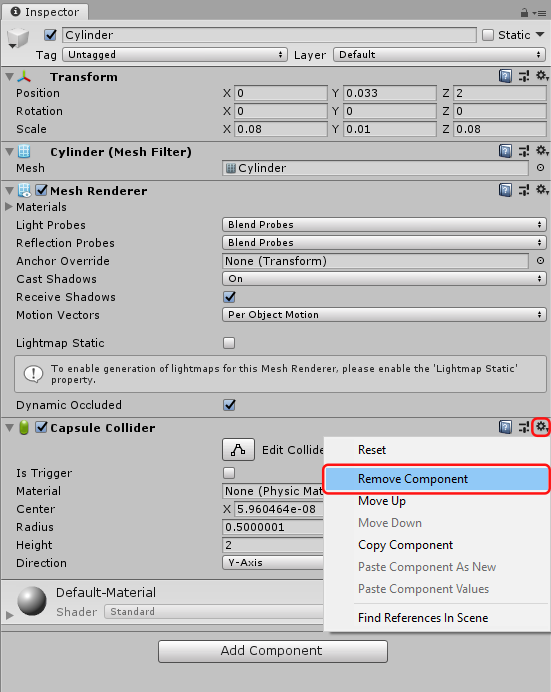 Inspector
Cylinder Static
Tag Untagged Layer Default
Transform
Position X 0 Y 0.033 Z 2
Rotation X 0 Y 0 Z 0
Scale X 0.08 Y 0.01 Z 0.08
Cylinder (Mesh Filter)
Mesh Cylinder
Mesh Renderer
Materials
Light Probes Blend Probes
Reflection Probes Blend Probes
Anchor Override None (Transform)
Cast Shadows On
Receive Shadows
Motion Vectors Per Object Motion
Lightmap Static
To enable generation of lightmaps for this Mesh Renderer, please enable the 'Lightmap Static'
property.
Dynamic Occluded
Capsule Collider
Edit Collide
Is Trigger
Material None (Physic Mat
Center X 5.960464e-08
Radius 0.5000001
Height 2
Direction Y-Axis
Reset
Remove Component
Move Up
Move Down
Copy Component
Paste Component As New
Paste Component Values
Find References In Scene
Default-Material
Shader Standard
Add Component